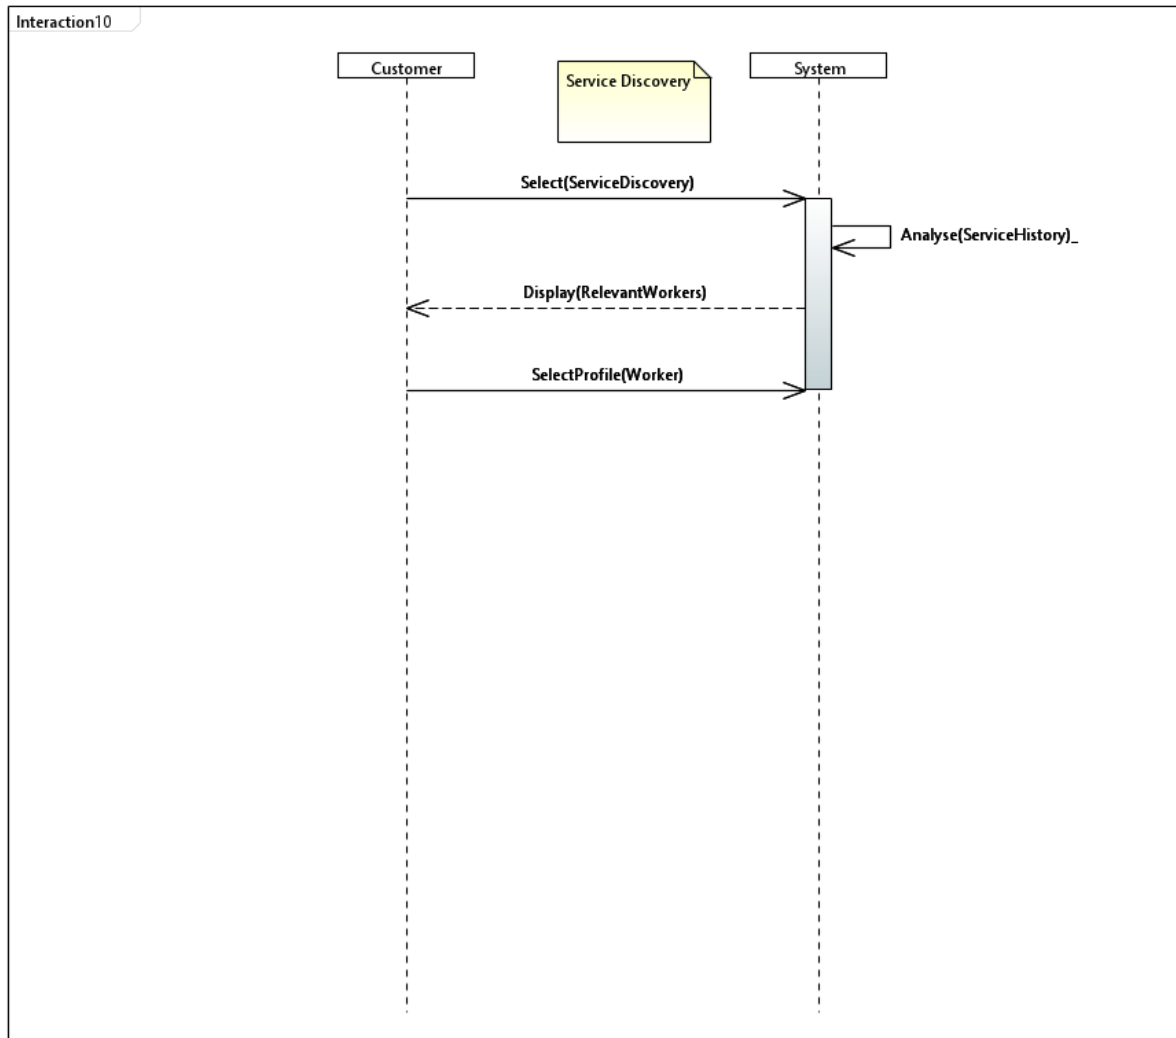 Interaction10
Customer
Service Discovery
System
Select(ServiceDiscovery)
Analyse(ServiceHistory)_
Display(RelevantWorkers)
SelectProfile(Worker)